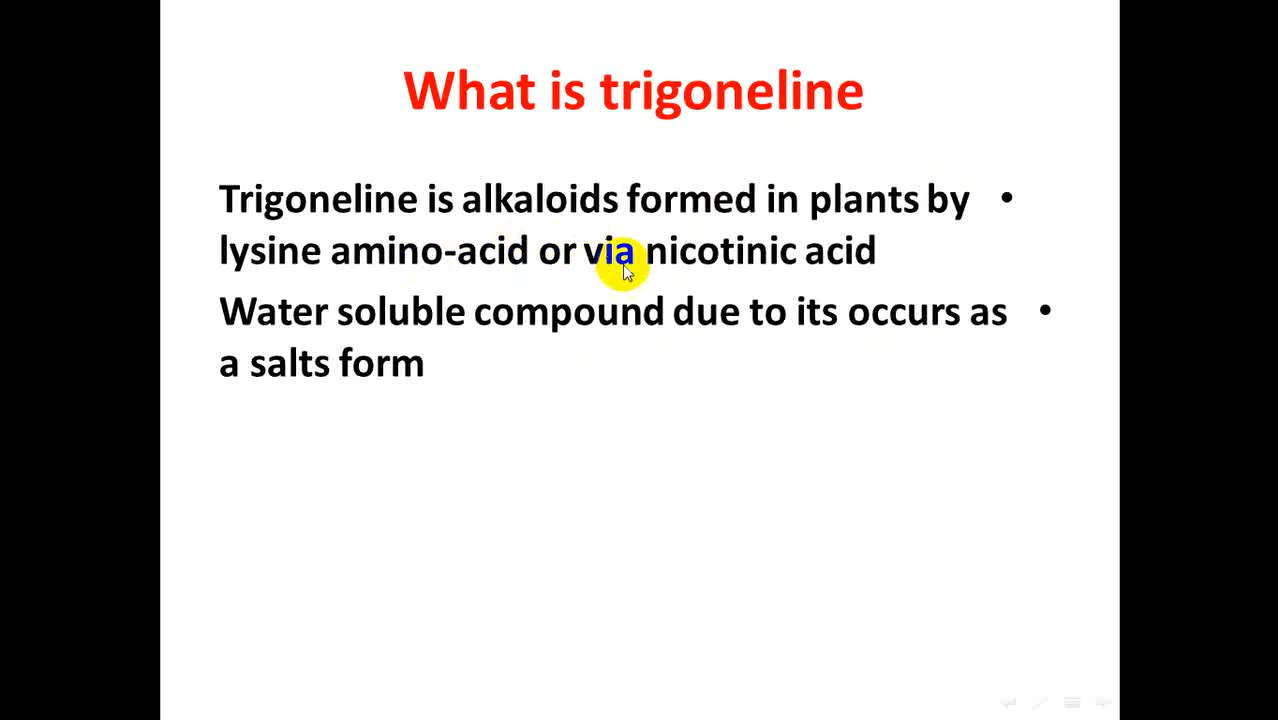 What is trigoneline
Trigoneline is alkaloids formed in plants by •
lysine amino-acid or via nicotinic acid
Water soluble compound due to its occurs as •
a salts form